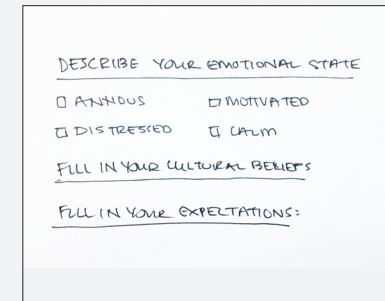 DESCRIBE YOUR EMOTIONAL STATE
ANXIOUS MOTIVATED
DISTRESSED CALM
FILL IN YOUR CULTURAL BELIEFS
FILL IN YOUR EXPECTATIONS: